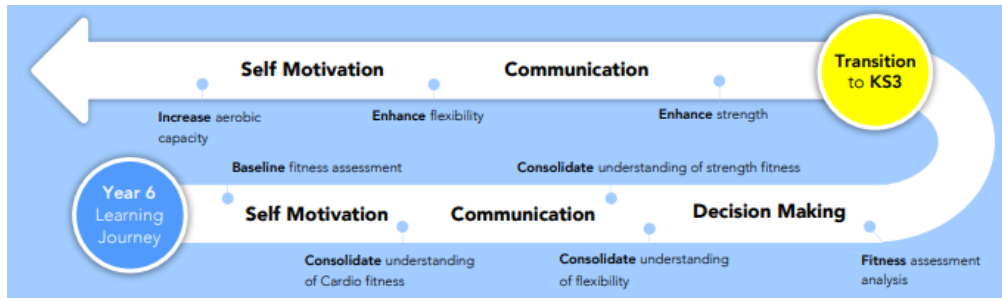 Self Motivation
Communication
Transition
to KS3
Increase aerobic
capacity
Enhance flexibility
Enhance strength
Year 6
Learning
Journey
Baseline fitness assessment
Consolidate understanding of strength fitness
Self Motivation
Communication
Decision Making
Consolidate understanding
of Cardio fitness
Consolidate understanding
of flexibility
Fitness assessment
analysis